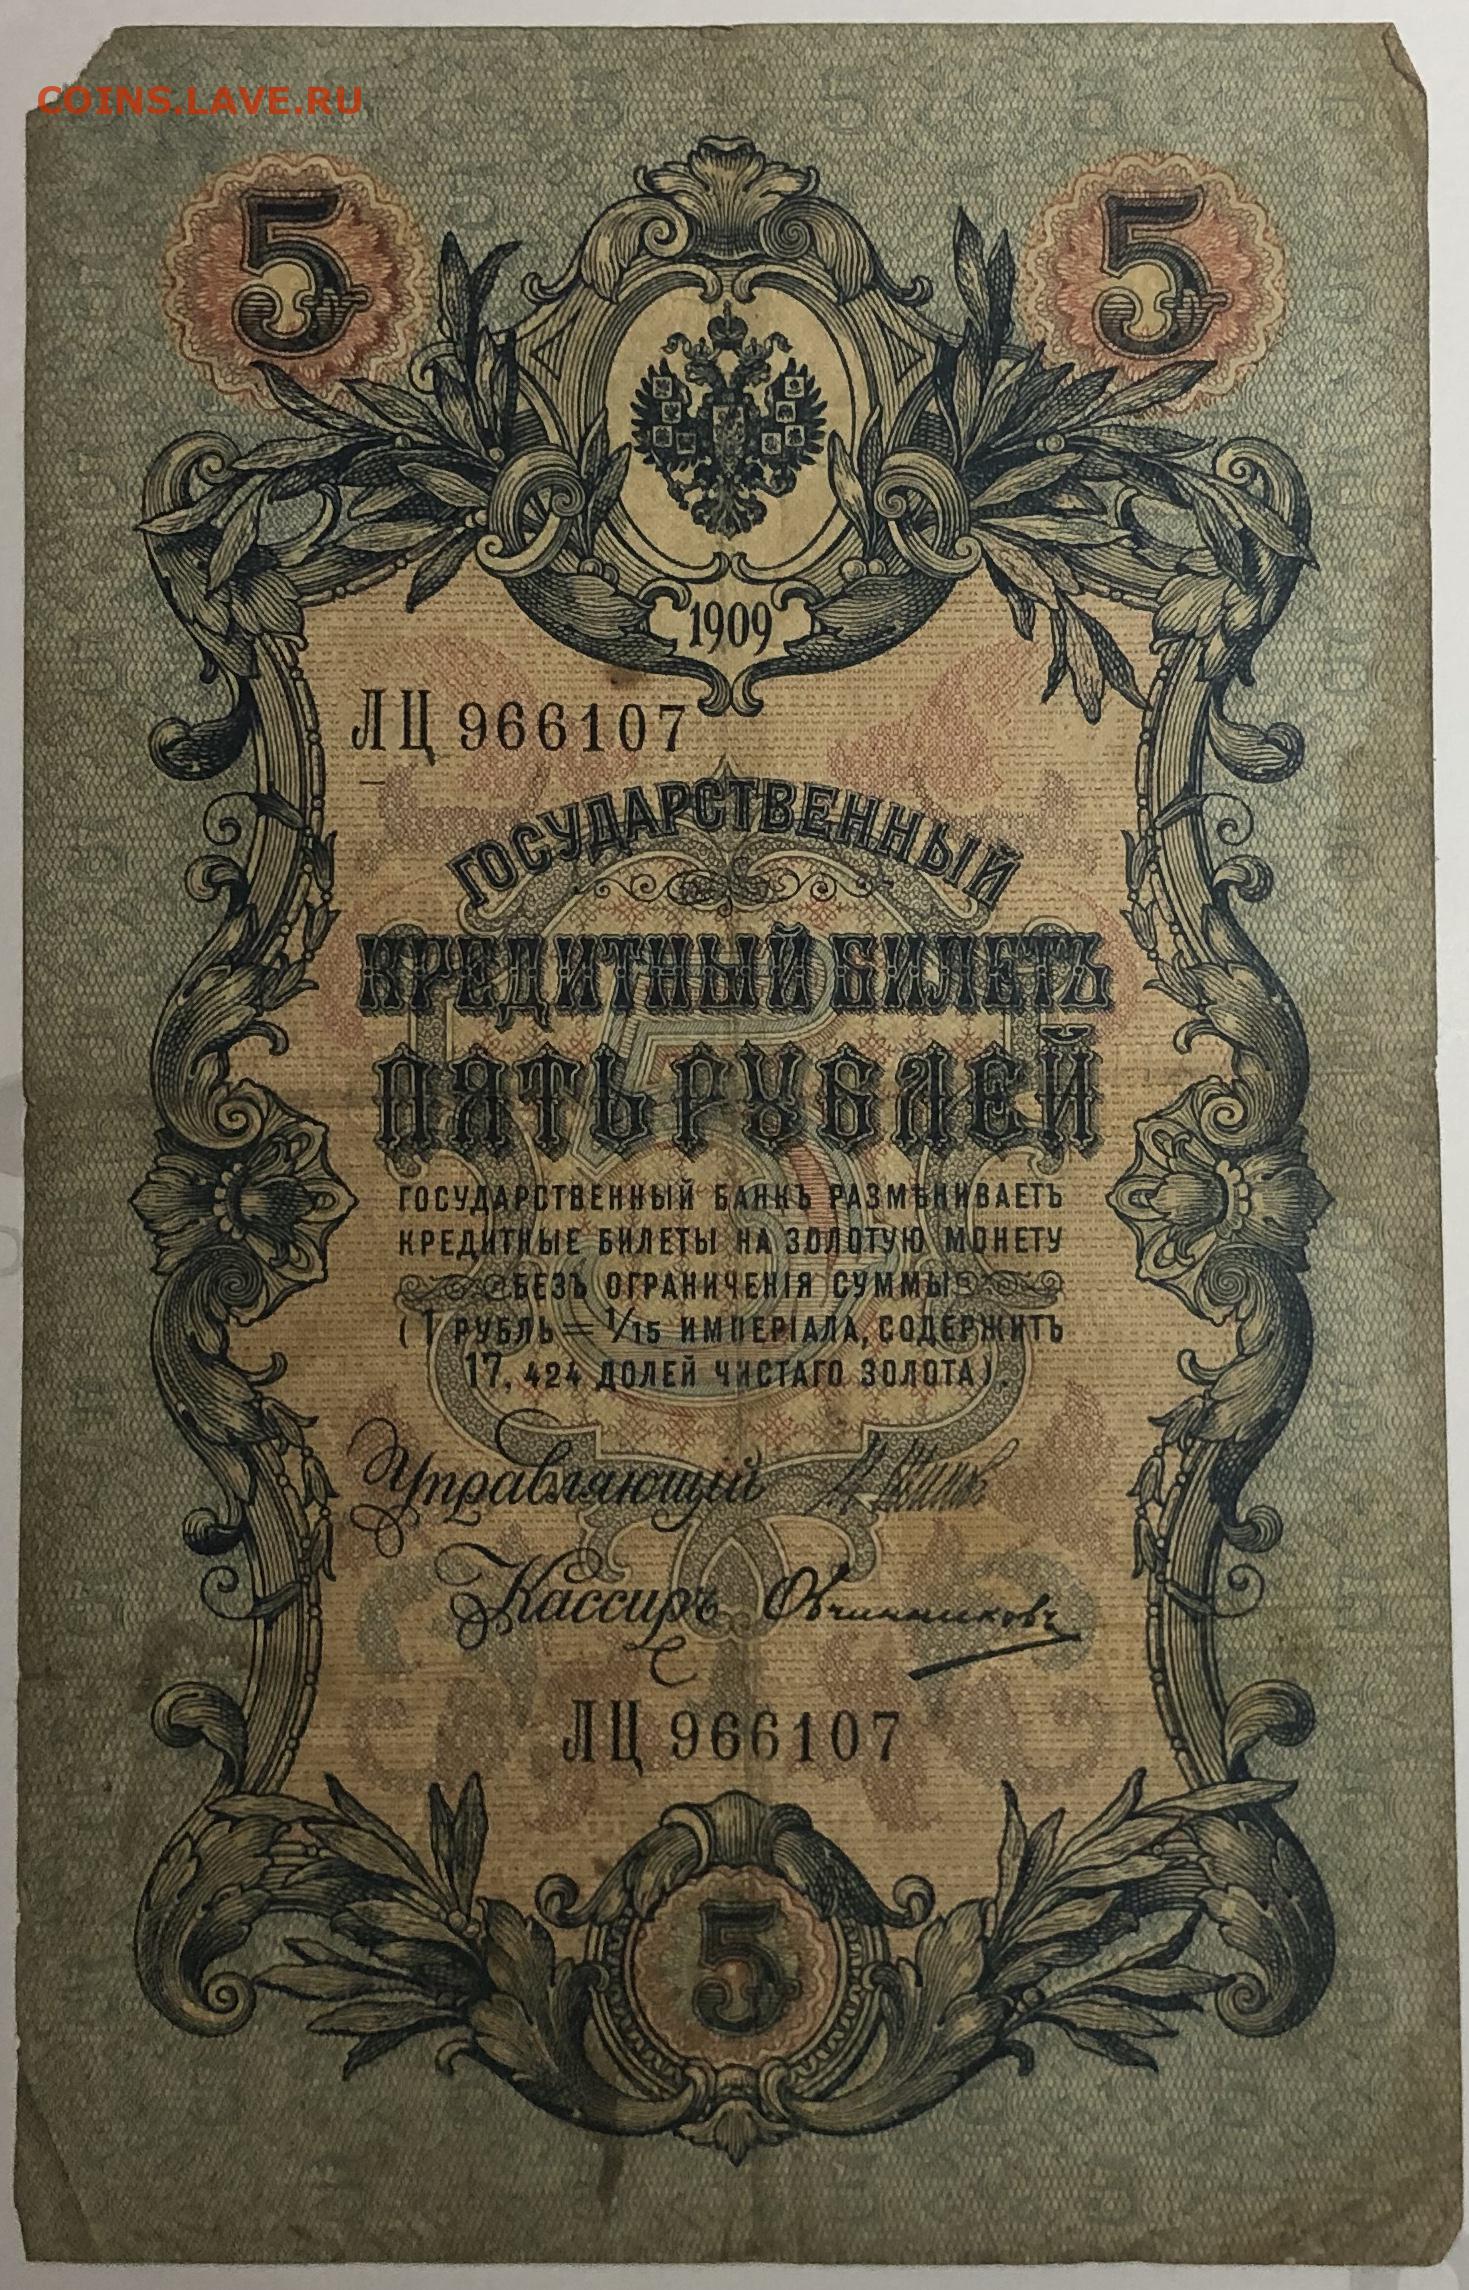 COINS.LAVE.RU
5 5
1909
ЛЦ 966107
ГОСУДАРСТВЕННЫЙ
КРЕДИТНЫЙ БИЛЕТЪ
ПЯТЬ РУБЛЕЙ
ГОСУДАРСТВЕННЫЙ БАНКЪ РАЗМѢНИВАЕТЪ
КРЕДИТНЫЕ БИЛЕТЫ НА ЗОЛОТУЮ МОНЕТУ
БЕЗЪ ОГРАНИЧЕНІЯ СУММЫ
(1 РУБЛЬ = 1/15 ИМПЕРІАЛА, СОДЕРЖИТЪ
17,424 ДОЛЕЙ ЧИСТАГО ЗОЛОТА).
Управляющій
Кассиръ Овчинниковъ
ЛЦ 966107
5